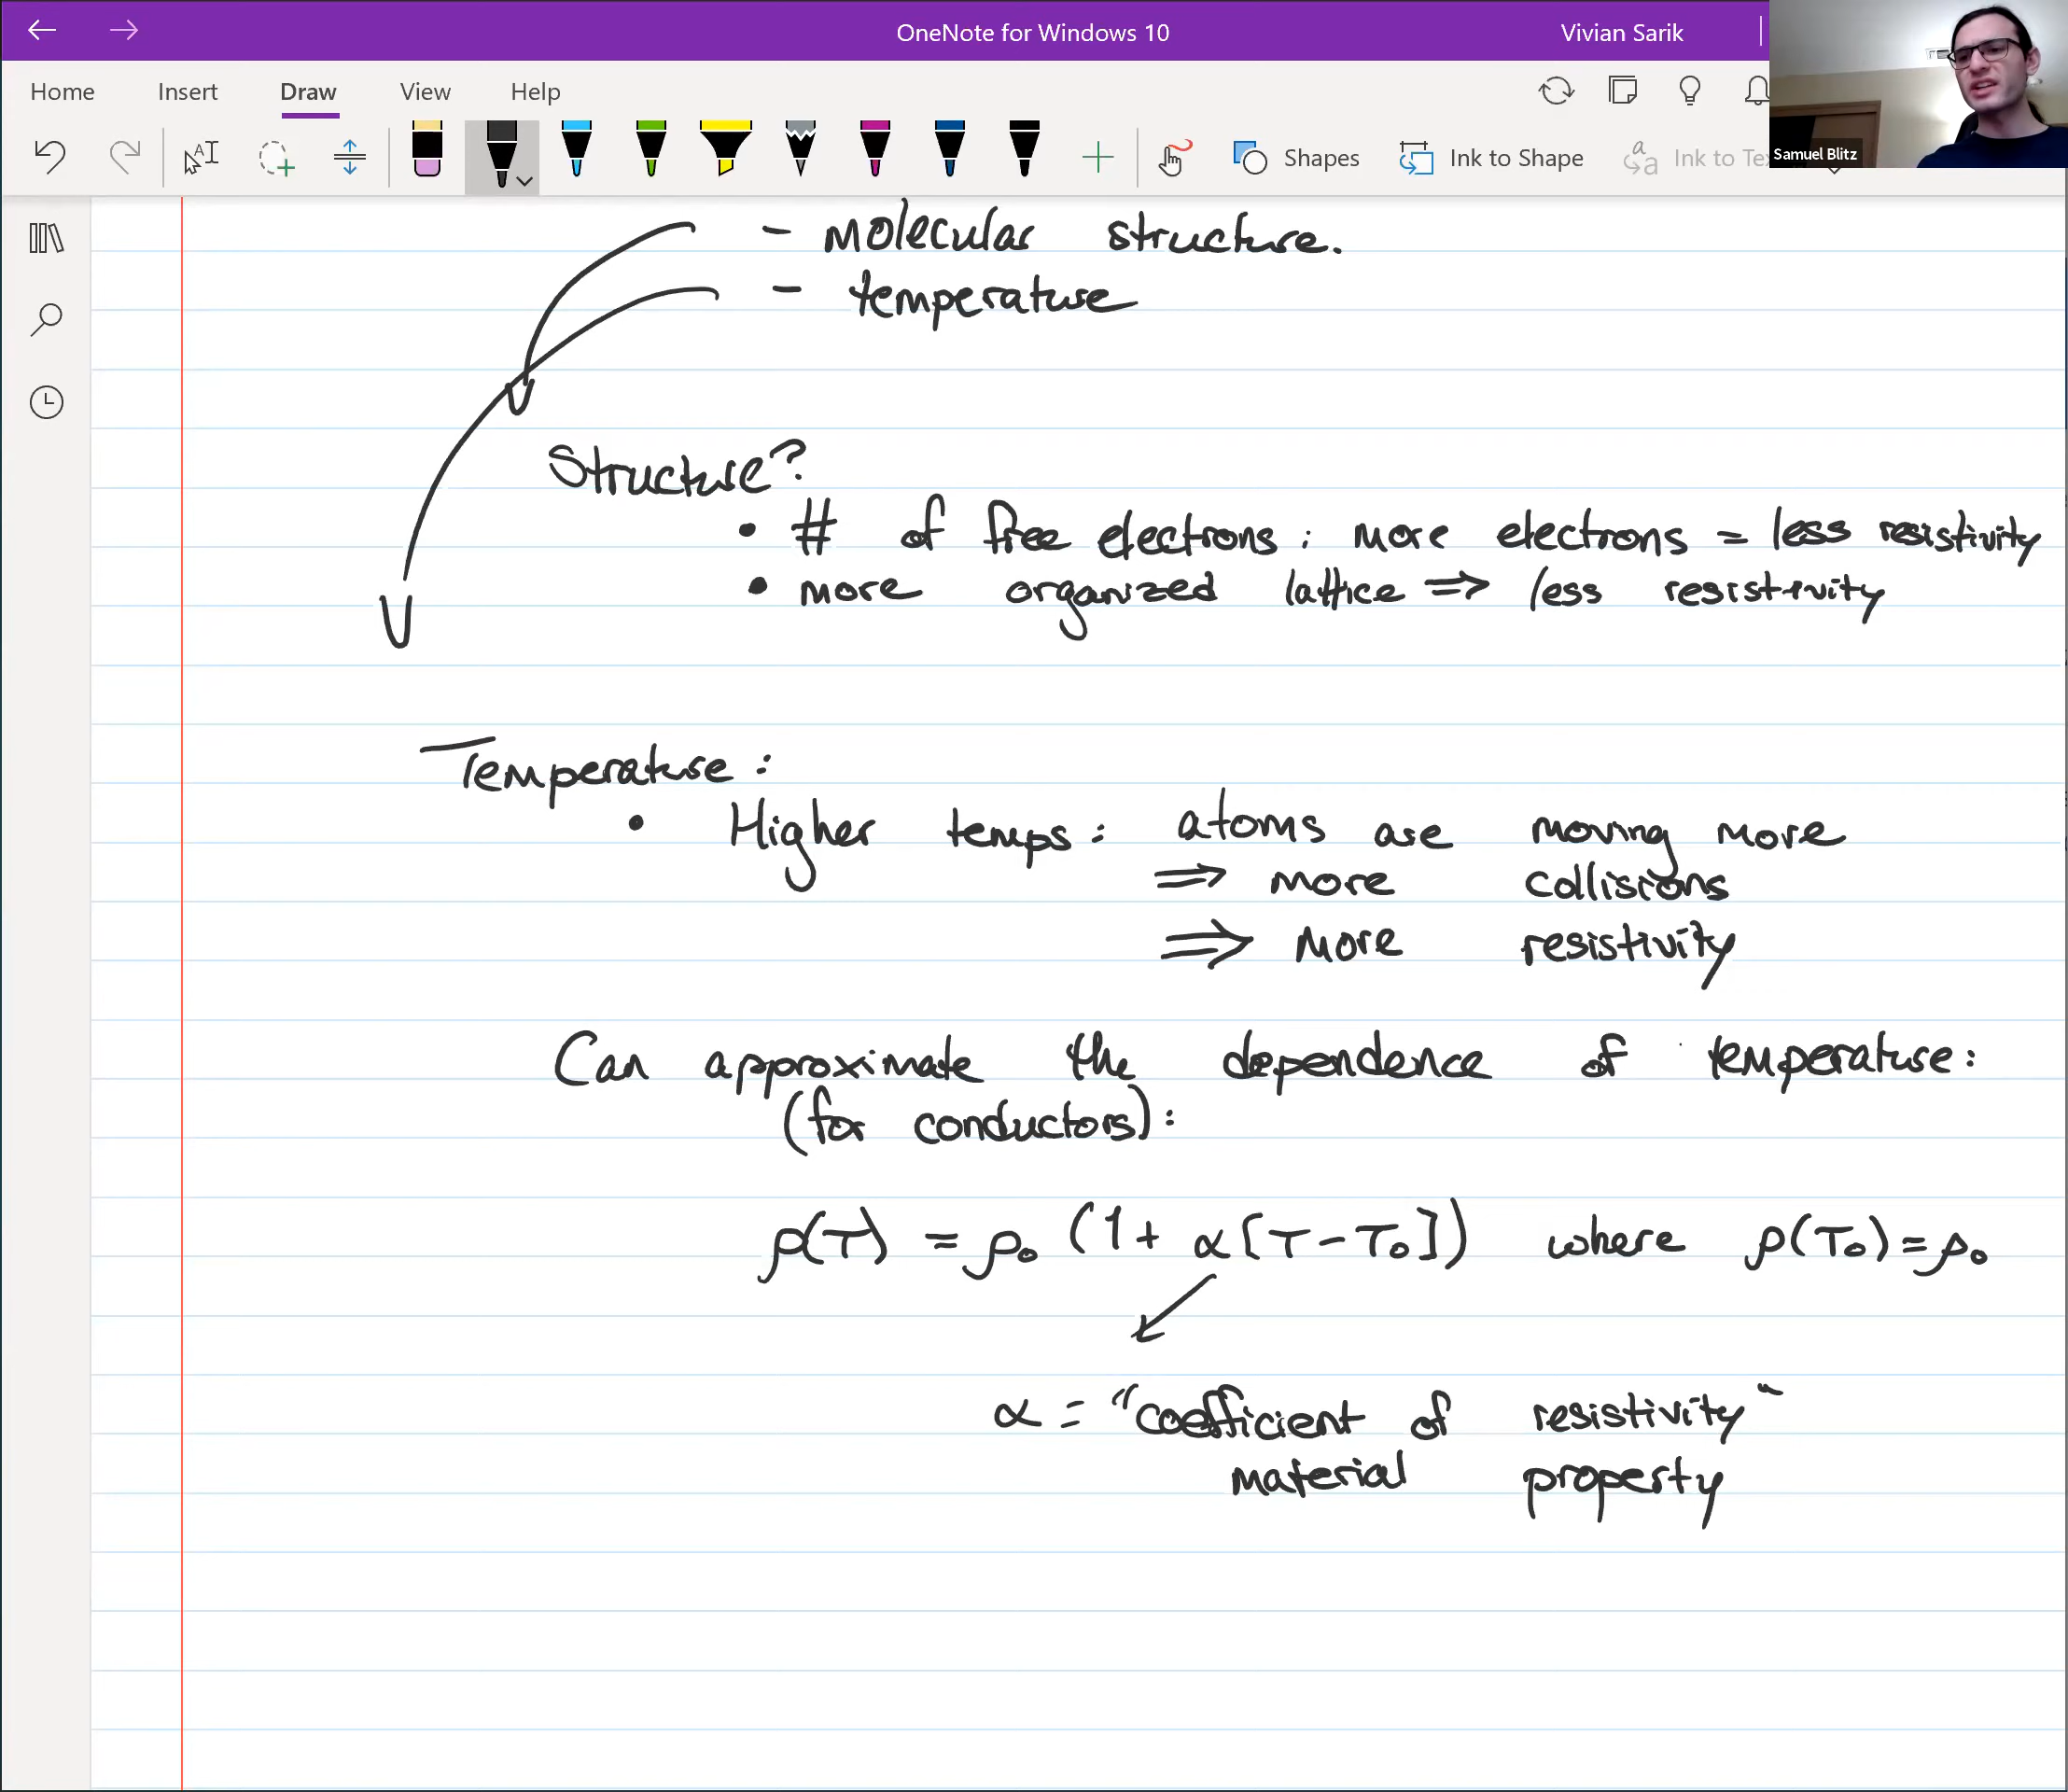 OneNote for Windows 10
Vivian Sarik
Home Insert Draw View Help
Shapes Ink to Shape Ink to Te
Samuel Blitz
- molecular structure.
- temperature
Structure?
• # of free electrons : more electrons = less resistivity
• more organized lattice ⇒ less resistivity
Temperature :
• Higher temps : atoms are moving more
⇒ more collisions
⇒ more resistivity
Can approximate the dependence of temperature:
(for conductors):
ρ(T) = ρ₀ (1 + α[T - T₀]) where ρ(T₀) = ρ₀
α = "coefficient of resistivity"
material property